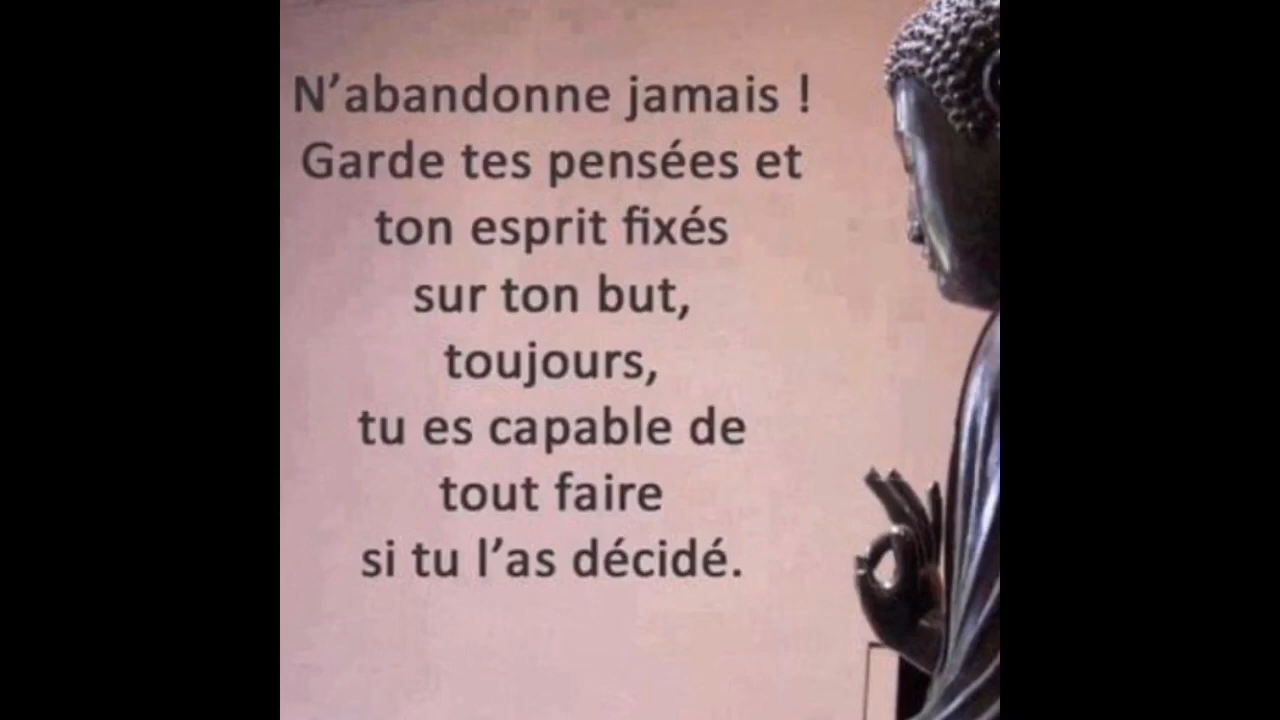 N’abandonne jamais !
Garde tes pensées et
ton esprit fixés
sur ton but,
toujours,
tu es capable de
tout faire
si tu l’as décidé.